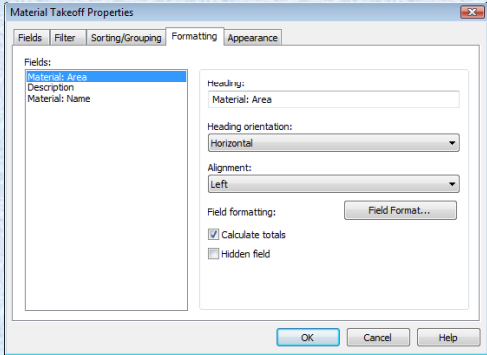 Material Takeoff Properties
Fields Filter Sorting/Grouping Formatting Appearance
Fields:
Material: Area
Description
Material: Name
Heading:
Material: Area
Heading orientation:
Horizontal
Alignment:
Left
Field formatting:
Field Format...
Calculate totals
Hidden field
OK Cancel Help